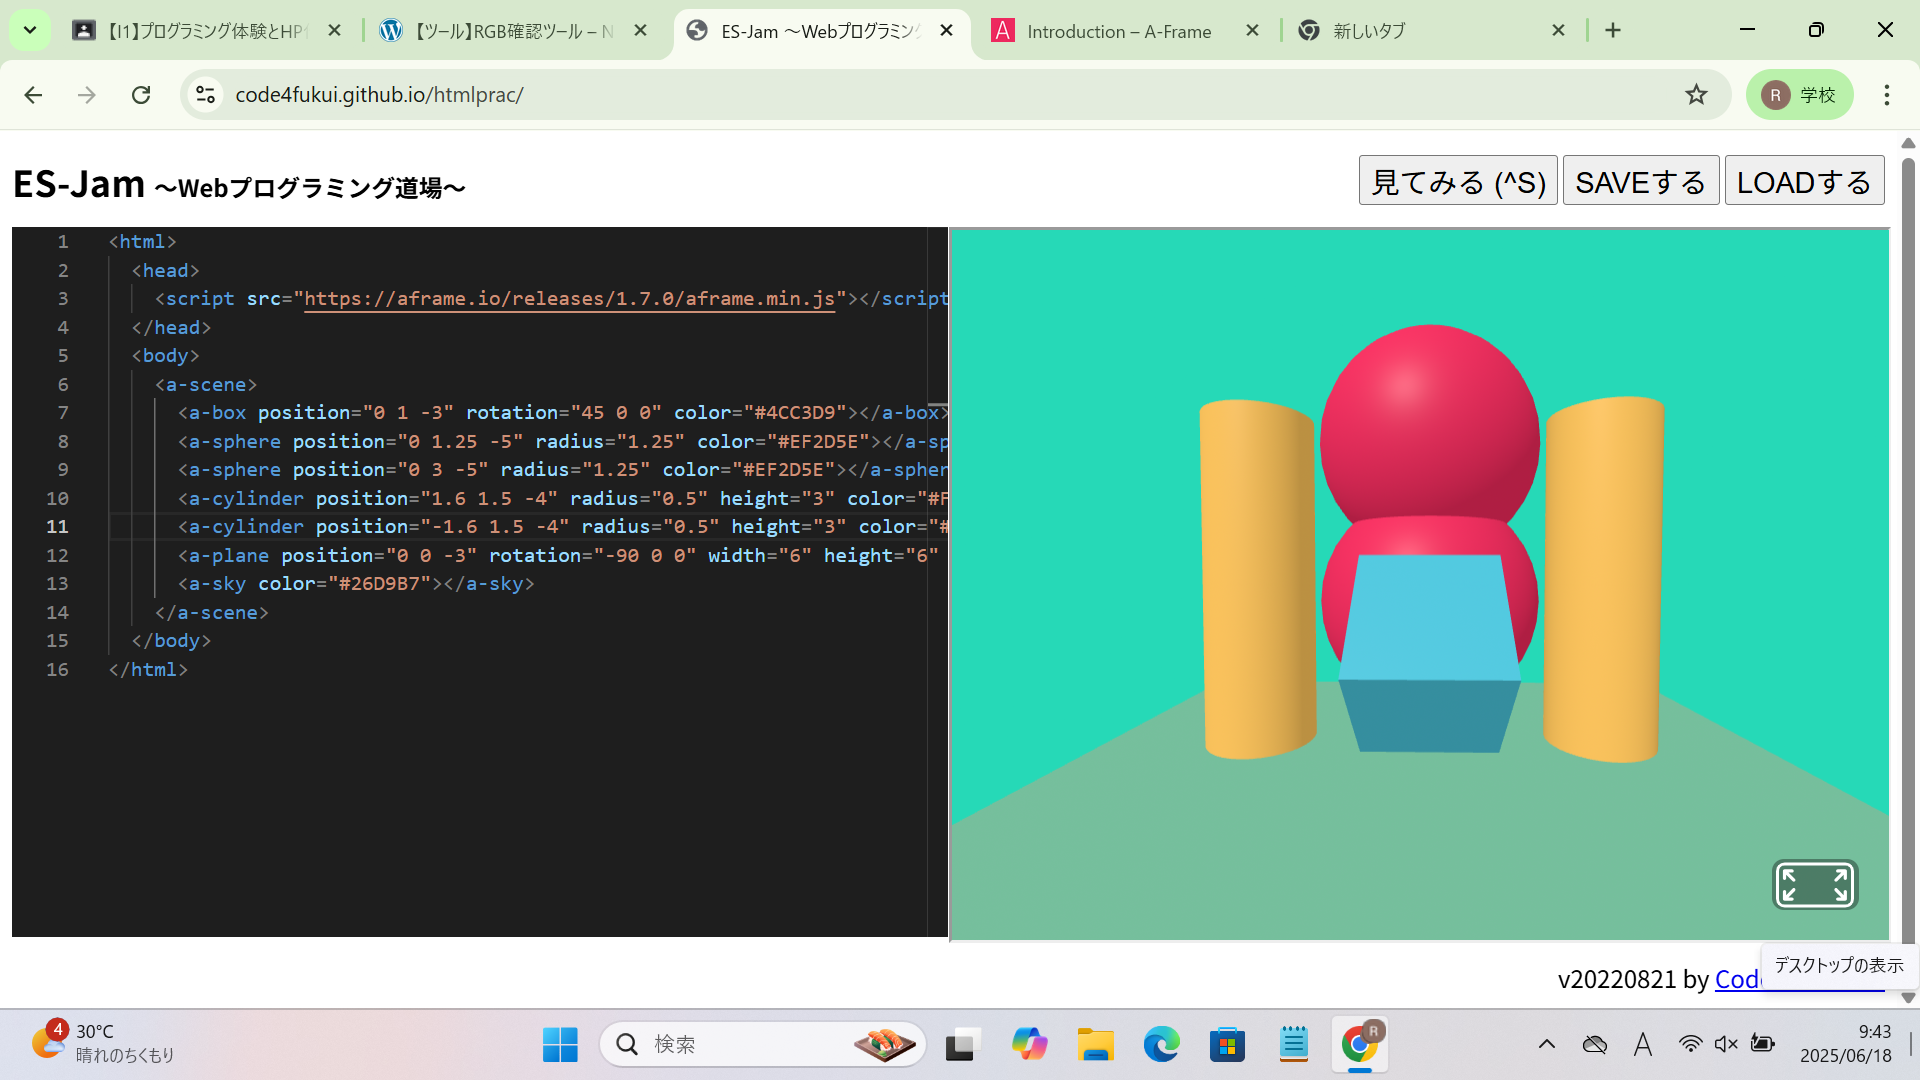 【I1】プログラミング体験とHP
【ツール】RGB確認ツール – N
ES-Jam ～Webプログラミン
Introduction – A-Frame
新しいタブ
code4fukui.github.io/htmlprac/
R 学校
ES-Jam ～Webプログラミング道場～
見てみる (^S) SAVEする LOADする
1 <html>
2 <head>
3 <script src="https://aframe.io/releases/1.7.0/aframe.min.js"></script
4 </head>
5 <body>
6 <a-scene>
7 <a-box position="0 1 -3" rotation="45 0 0" color="#4CC3D9"></a-box>
8 <a-sphere position="0 1.25 -5" radius="1.25" color="#EF2D5E"></a-sp
9 <a-sphere position="0 3 -5" radius="1.25" color="#EF2D5E"></a-spher
10 <a-cylinder position="1.6 1.5 -4" radius="0.5" height="3" color="#F
11 <a-cylinder position="-1.6 1.5 -4" radius="0.5" height="3" color="#
12 <a-plane position="0 0 -3" rotation="-90 0 0" width="6" height="6"
13 <a-sky color="#26D9B7"></a-sky>
14 </a-scene>
15 </body>
16 </html>
v20220821 by Cod
デスクトップの表示
4
30°C
晴れのちくもり
検索
R
A
9:43
2025/06/18